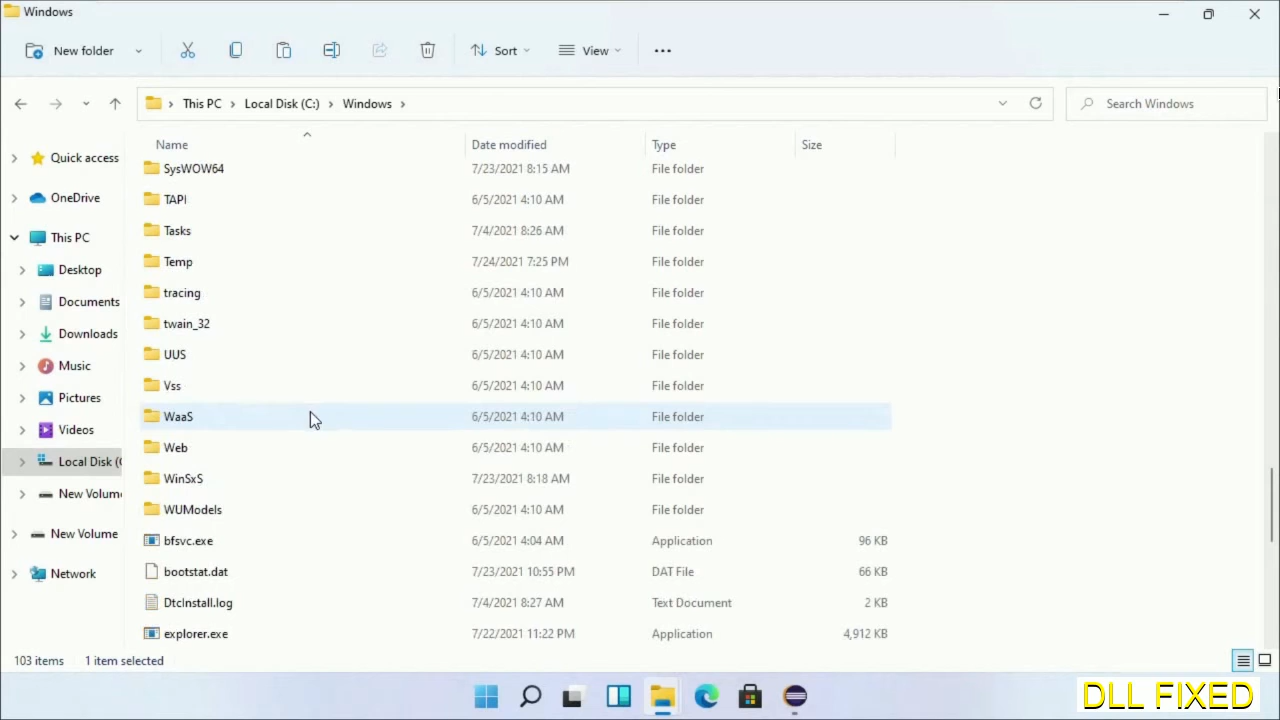 Windows
New folder Sort View
This PC Local Disk (C:) Windows Search Windows
Name Date modified Type Size
Quick access
OneDrive
This PC
Desktop
Documents
Downloads
Music
Pictures
Videos
Local Disk (
New Volum
New Volume
Network
SysWOW64 7/23/2021 8:15 AM File folder
TAPI 6/5/2021 4:10 AM File folder
Tasks 7/4/2021 8:26 AM File folder
Temp 7/24/2021 7:25 PM File folder
tracing 6/5/2021 4:10 AM File folder
twain_32 6/5/2021 4:10 AM File folder
UUS 6/5/2021 4:10 AM File folder
Vss 6/5/2021 4:10 AM File folder
WaaS 6/5/2021 4:10 AM File folder
Web 6/5/2021 4:10 AM File folder
WinSxS 7/23/2021 8:18 AM File folder
WUModels 6/5/2021 4:10 AM File folder
bfsvc.exe 6/5/2021 4:04 AM Application 96 KB
bootstat.dat 7/23/2021 10:55 PM DAT File 66 KB
DtcInstall.log 7/4/2021 8:27 AM Text Document 2 KB
explorer.exe 7/22/2021 11:22 PM Application 4,912 KB
103 items 1 item selected
DLL FIXED